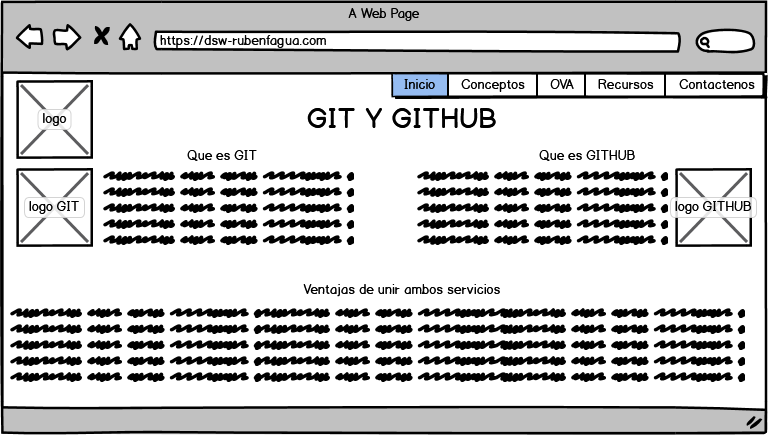 A Web Page
https://dsw-rubenfagua.com
Inicio Conceptos OVA Recursos Contactenos
logo
GIT Y GITHUB
Que es GIT
Que es GITHUB
logo GIT
logo GITHUB
Ventajas de unir ambos servicios